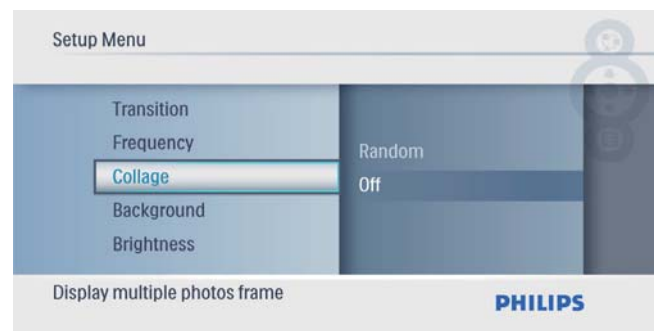 Setup Menu
Transition
Frequency
Collage
Background
Brightness
Random
Off
Display multiple photos frame
PHILIPS